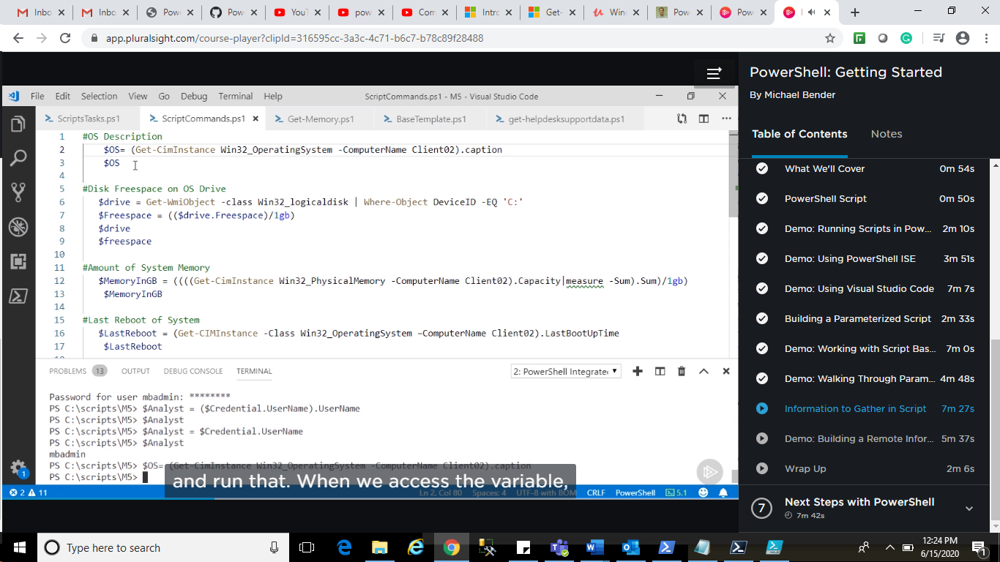 Inbo
Inbo
Powe
Pow
YouT
pow
Com
Intro
Get-
Wind
Powe
Pow
app.pluralsight.com/course-player?clipId=316595cc-3a3c-4c71-b6c7-b78c89f28488
PowerShell: Getting Started
By Michael Bender
Table of Contents Notes
What We'll Cover 0m 54s
PowerShell Script 0m 50s
Demo: Running Scripts in Pow... 2m 10s
Demo: Using PowerShell ISE 3m 51s
Demo: Using Visual Studio Code 7m 7s
Building a Parameterized Script 2m 33s
Demo: Working with Script Bas... 7m 0s
Demo: Walking Through Param... 4m 48s
Information to Gather in Script 7m 27s
Demo: Building a Remote Infor... 5m 37s
Wrap Up 2m 6s
7 Next Steps with PowerShell
7m 42s
File Edit Selection View Go Debug Terminal Help ScriptCommands.ps1 - M5 - Visual Studio Code
ScriptsTasks.ps1 ScriptCommands.ps1 Get-Memory.ps1 BaseTemplate.ps1 get-helpdesksupportdata.ps1
1 #OS Description
2 $OS= (Get-CimInstance Win32_OperatingSystem -ComputerName Client02).caption
3 $OS
4
5 #Disk Freespace on OS Drive
6 $drive = Get-WmiObject -class Win32_logicaldisk | Where-Object DeviceID -EQ 'C:'
7 $Freespace = (($drive.Freespace)/1gb)
8 $drive
9 $freespace
10
11 #Amount of System Memory
12 $MemoryInGB = ((((Get-CimInstance Win32_PhysicalMemory -ComputerName Client02).Capacity|measure -Sum).Sum)/1gb)
13 $MemoryInGB
14
15 #Last Reboot of System
16 $LastReboot = (Get-CIMInstance -Class Win32_OperatingSystem –ComputerName Client02).LastBootUpTime
17 $LastReboot
PROBLEMS 13 OUTPUT DEBUG CONSOLE TERMINAL 2: PowerShell Integrate
Password for user mbadmin: ********
PS C:\scripts\M5> $Analyst = ($Credential.UserName).UserName
PS C:\scripts\M5> $Analyst
PS C:\scripts\M5> $Analyst = $Credential.UserName
PS C:\scripts\M5> $Analyst
mbadmin
PS C:\scripts\M5> $OS= (Get-CimInstance Win32_OperatingSystem -ComputerName Client02).caption
PS C:\scripts\M5>
and run that. When we access the variable,
1
2 11 Ln 2, Col 80 Spaces: 4 UTF-8 with BOM CRLF PowerShell 5.1
Type here to search
12:24 PM
6/15/2020
1